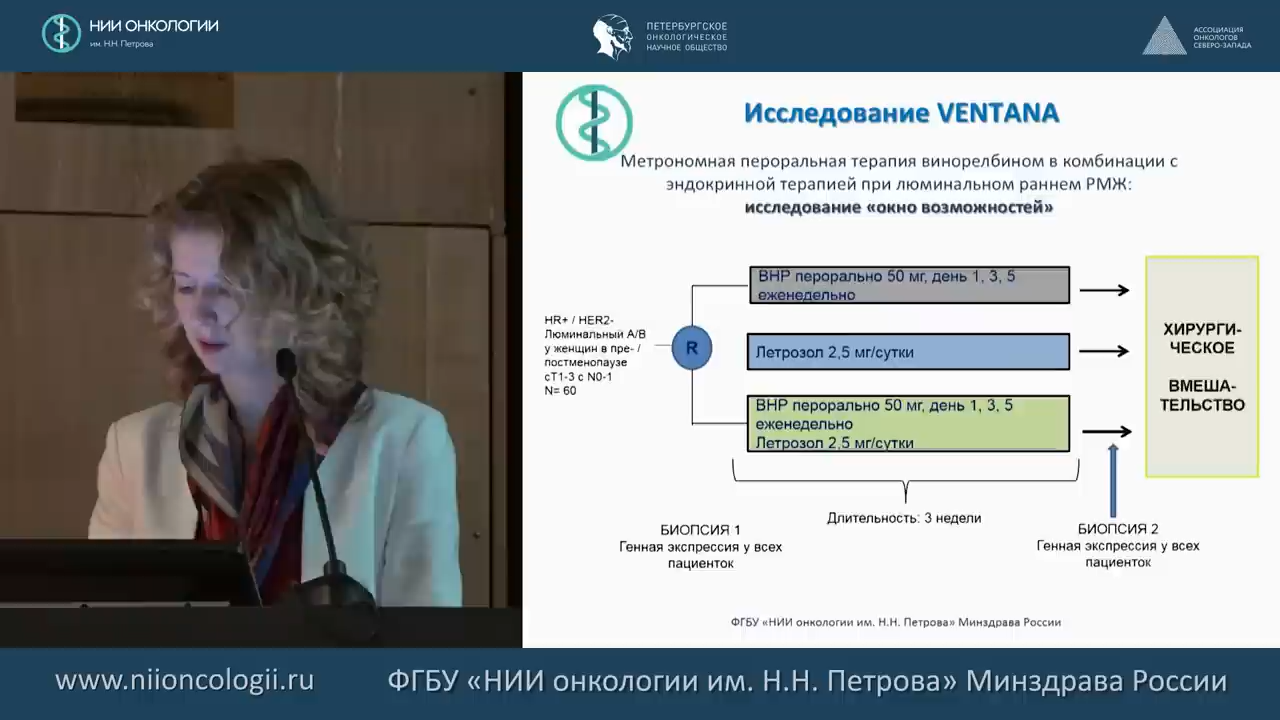 НИИ ОНКОЛОГИИ
им. Н.Н. Петрова
ПЕТЕРБУРГСКОЕ
ОНКОЛОГИЧЕСКОЕ
НАУЧНОЕ ОБЩЕСТВО
АССОЦИАЦИЯ
ОНКОЛОГОВ
СЕВЕРО-ЗАПАДА
Исследование VENTANA
Метрономная пероральная терапия винорелбином в комбинации с
эндокринной терапией при люминальном раннем РМЖ:
исследование «окно возможностей»
HR+ / HER2-
Люминальный А/В
у женщин в пре- /
постменопаузе
cT1-3 с N0-1
N= 60
R
ВНР перорально 50 мг, день 1, 3, 5
еженедельно
Летрозол 2,5 мг/сутки
ВНР перорально 50 мг, день 1, 3, 5
еженедельно
Летрозол 2,5 мг/сутки
ХИРУРГИ-
ЧЕСКОЕ
ВМЕША-
ТЕЛЬСТВО
Длительность: 3 недели
БИОПСИЯ 1
Генная экспрессия у всех
пациенток
БИОПСИЯ 2
Генная экспрессия у всех
пациенток
ФГБУ «НИИ онкологии им. Н.Н. Петрова» Минздрава России
www.niioncologii.ru
ФГБУ «НИИ онкологии им. Н.Н. Петрова» Минздрава России